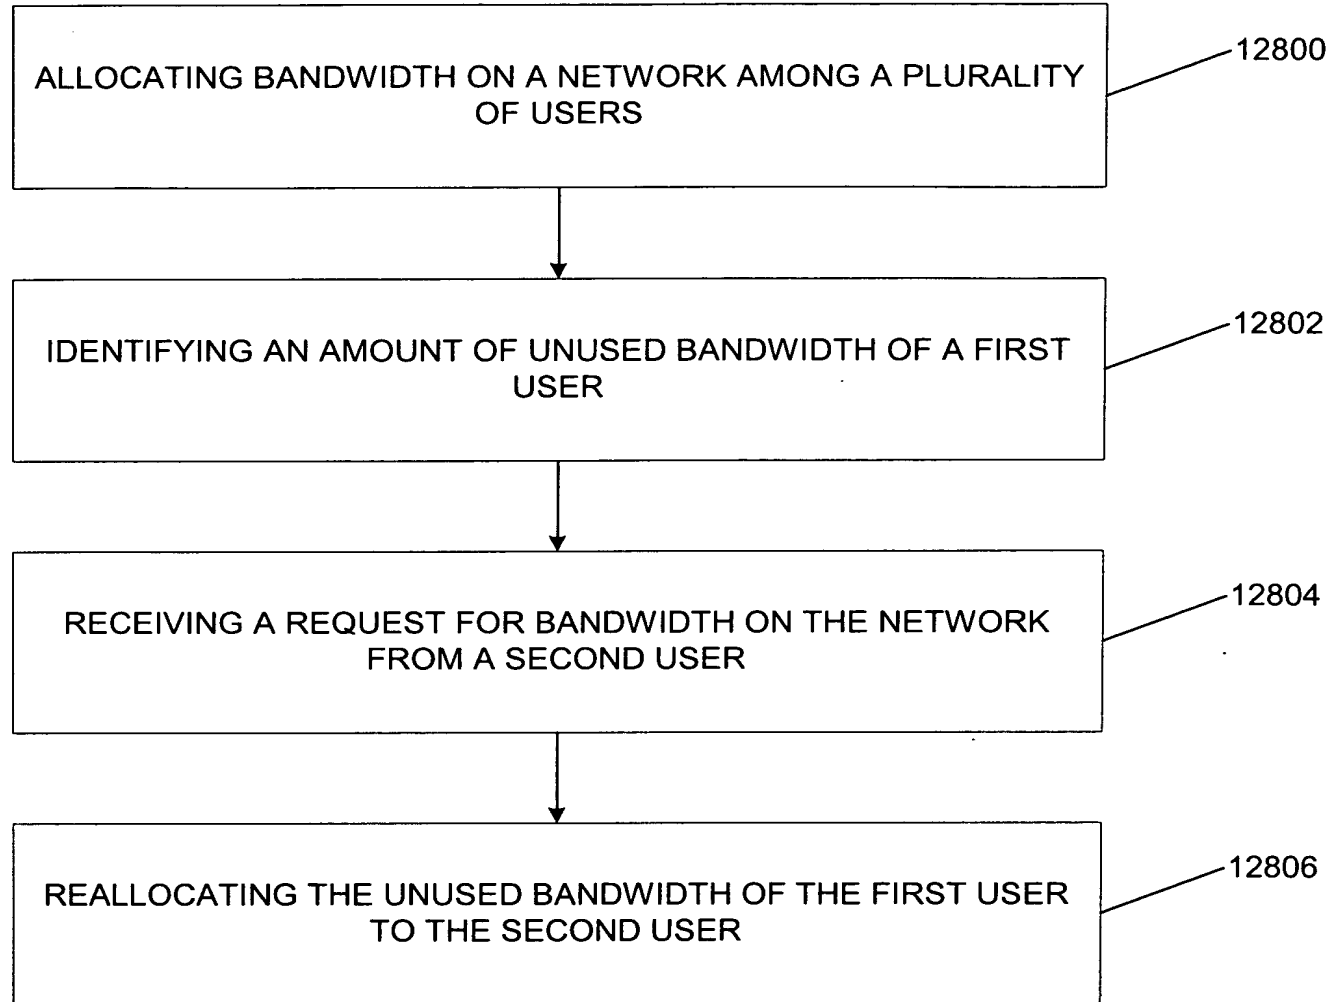 12800
ALLOCATING BANDWIDTH ON A NETWORK AMONG A PLURALITY
OF USERS
12802
IDENTIFYING AN AMOUNT OF UNUSED BANDWIDTH OF A FIRST
USER
12804
RECEIVING A REQUEST FOR BANDWIDTH ON THE NETWORK
FROM A SECOND USER
12806
REALLOCATING THE UNUSED BANDWIDTH OF THE FIRST USER
TO THE SECOND USER